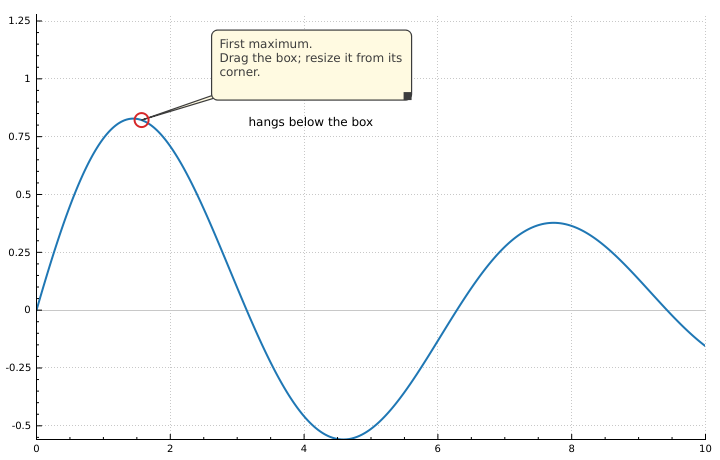 1.25
First maximum.
Drag the box; resize it from its
corner.
1
hangs below the box
0.75
0.5
0.25
0
-0.25
-0.5
0 2 4 6 8 10